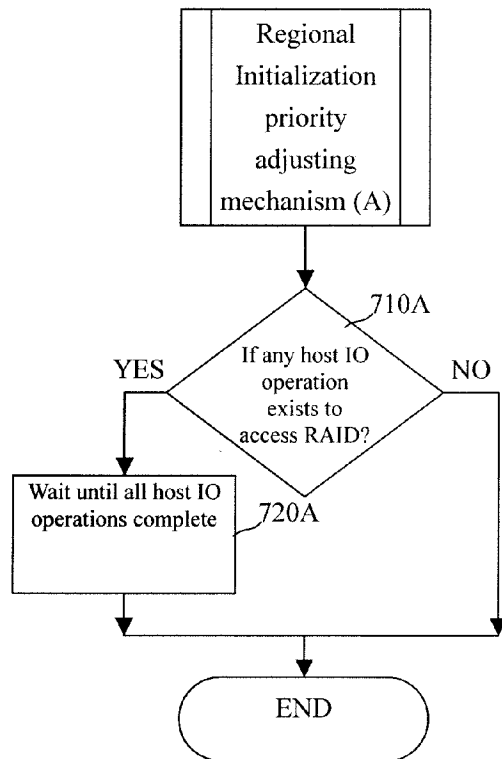 Regional
Initialization
priority
adjusting
mechanism (A)
710A
YES
If any host IO
operation
exists to
access RAID?
NO
Wait until all host IO
operations complete
720A
END